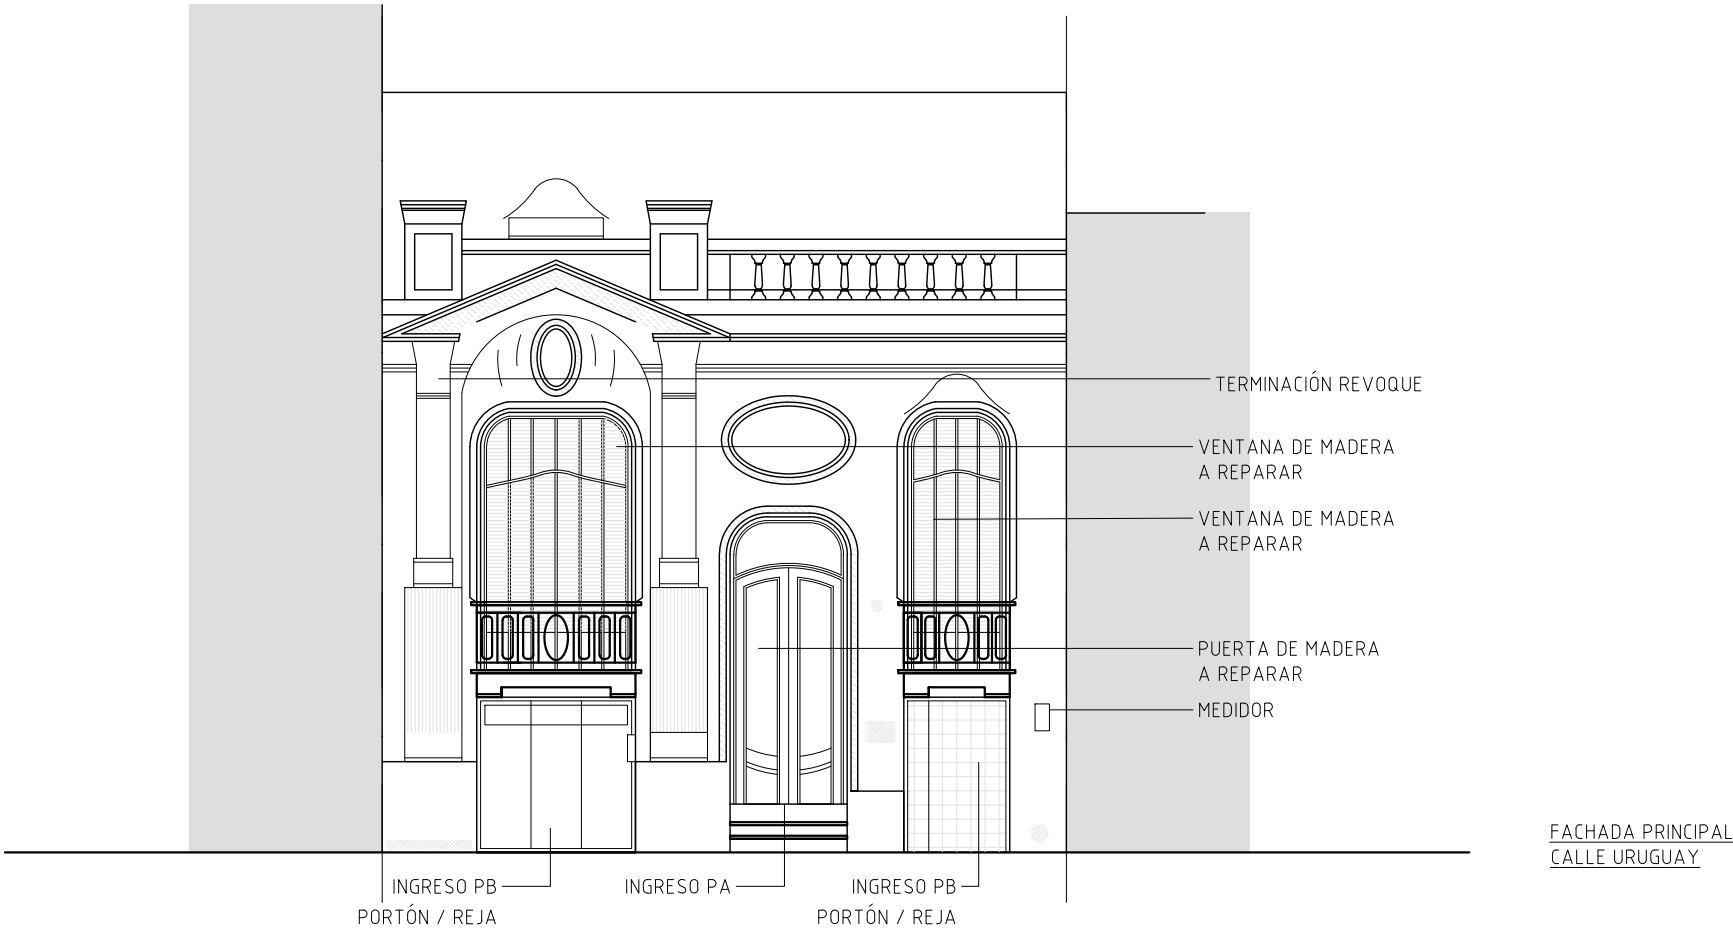 TERMINACIÓN REVOQUE
VENTANA DE MADERA
A REPARAR
VENTANA DE MADERA
A REPARAR
PUERTA DE MADERA
A REPARAR
MEDIDOR
FACHADA PRINCIPAL
CALLE URUGUAY
INGRESO PB
PORTÓN / REJA
INGRESO PA
INGRESO PB
PORTÓN / REJA